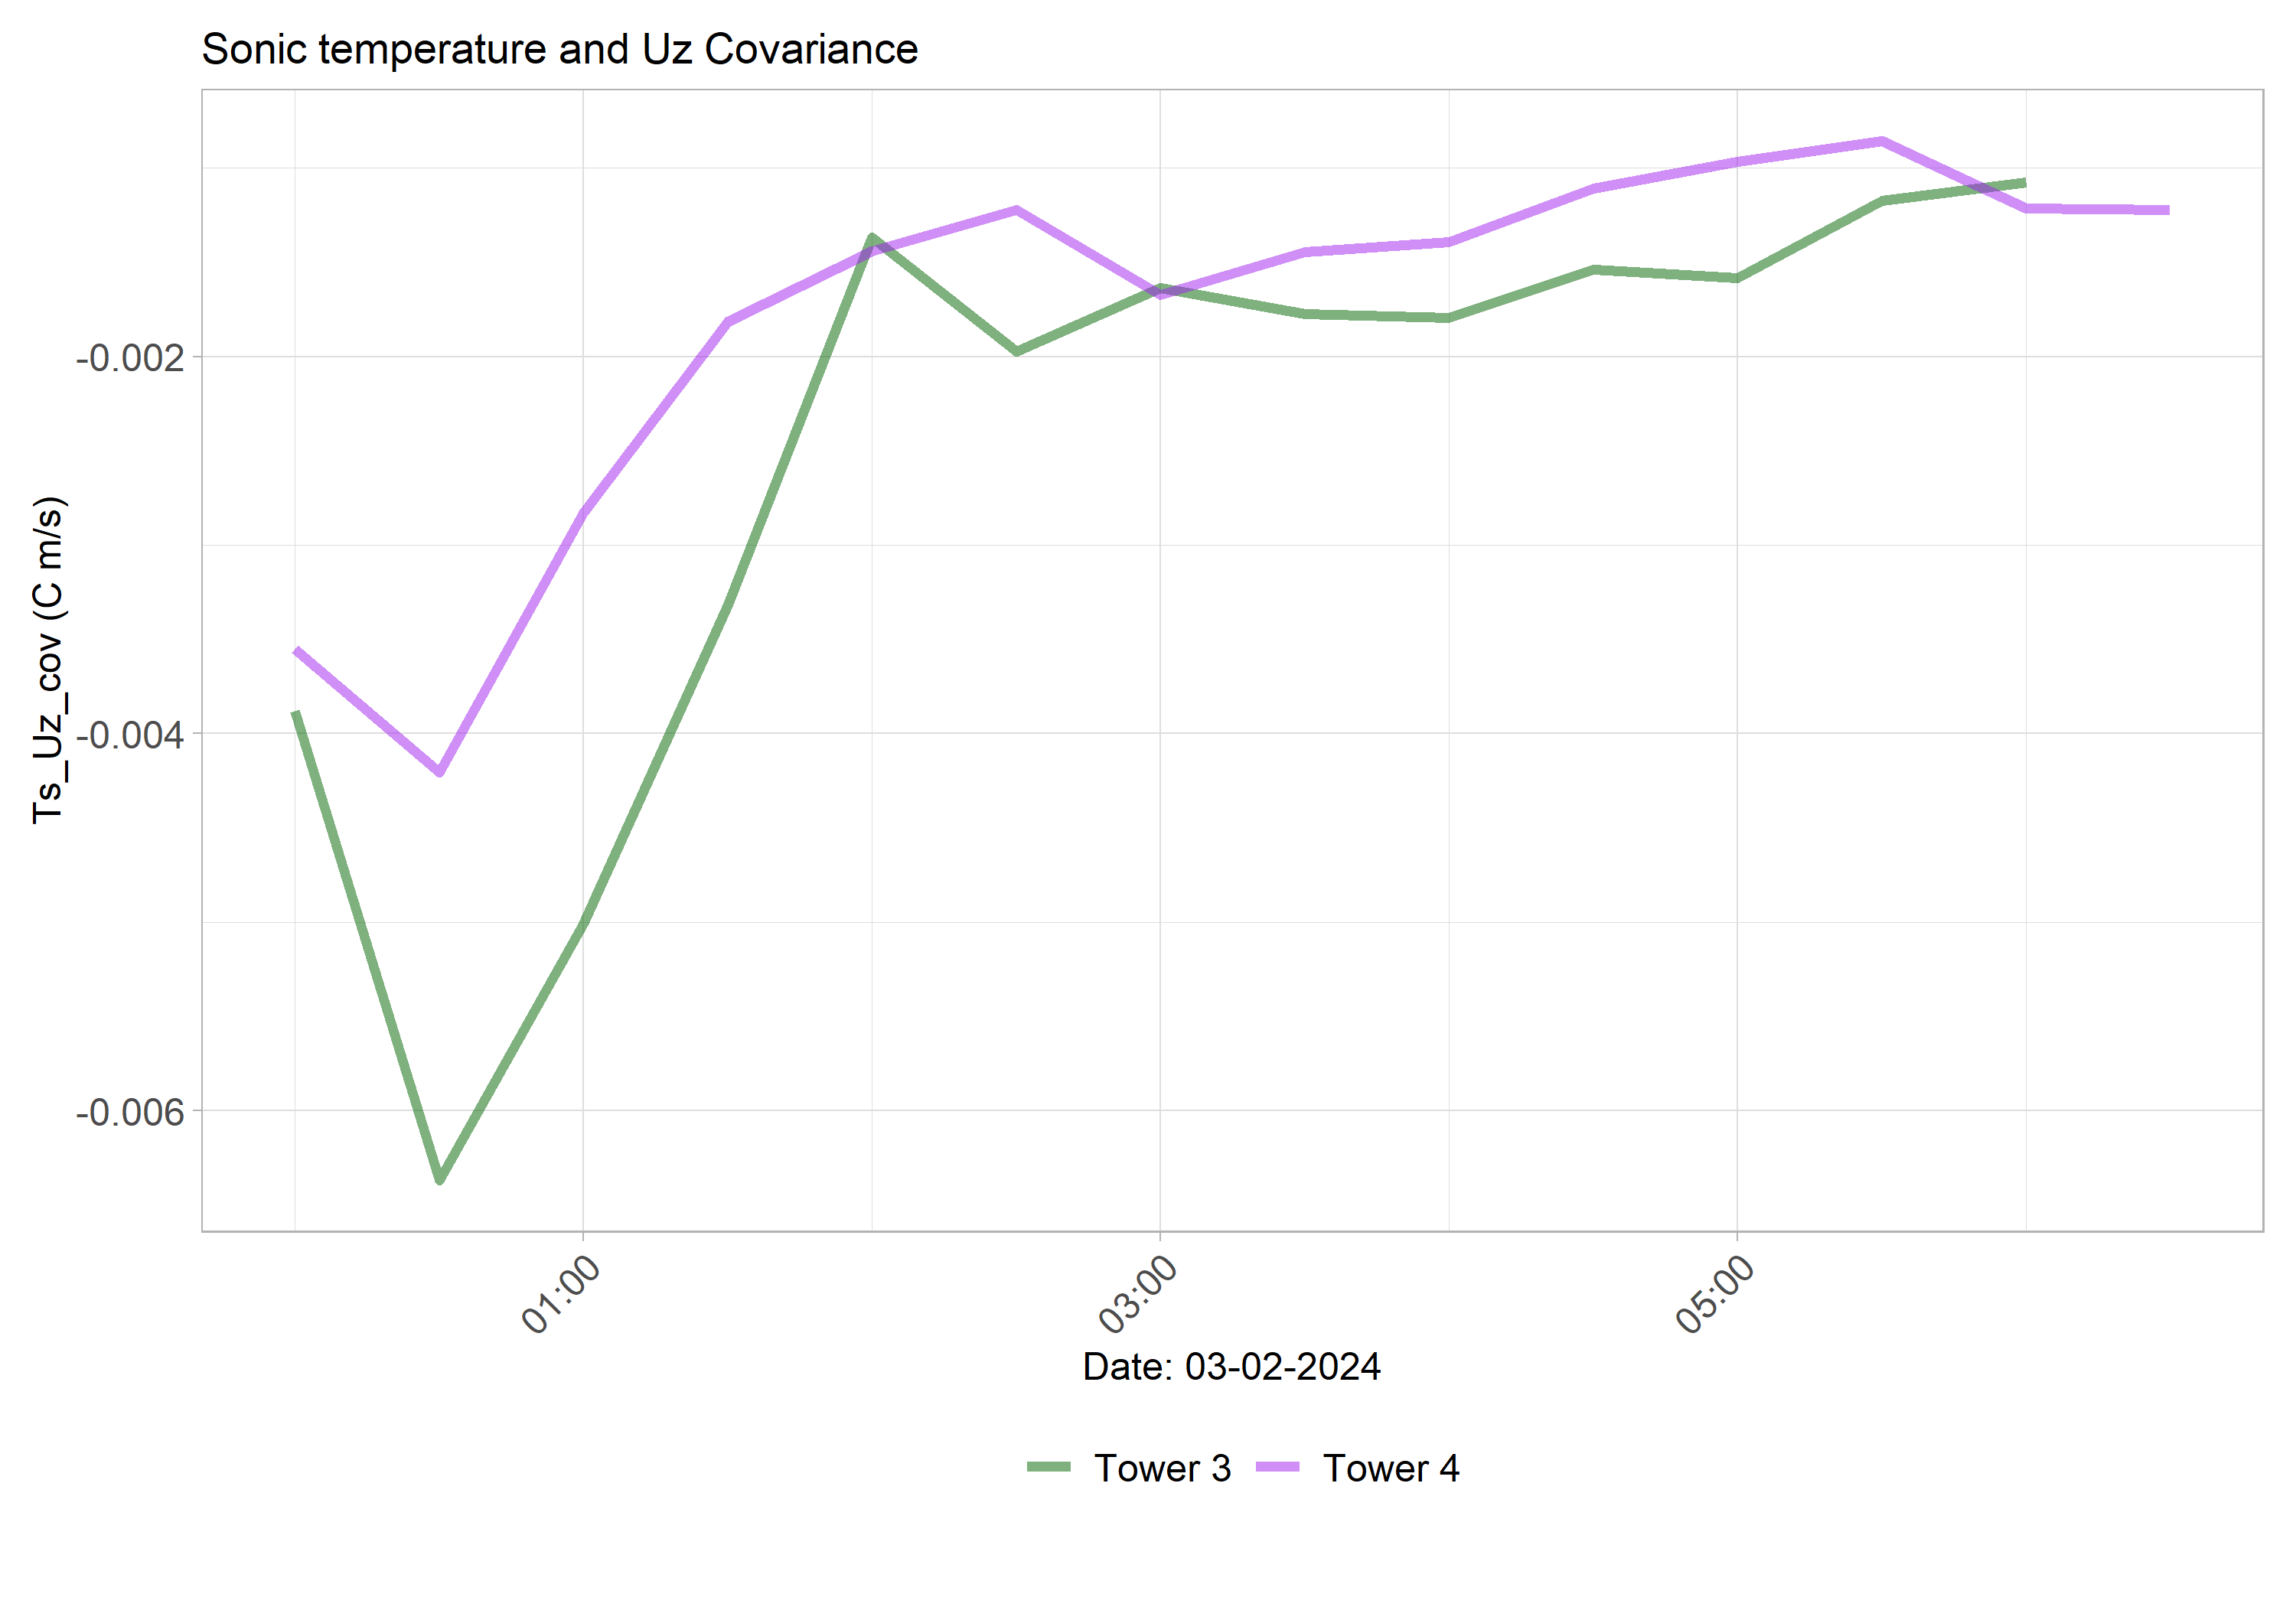 Sonic temperature and Uz Covariance
Ts_Uz_cov (C m/s)
-0.002
-0.004
-0.006
01:00 03:00 05:00
Date: 03-02-2024
Tower 3 Tower 4